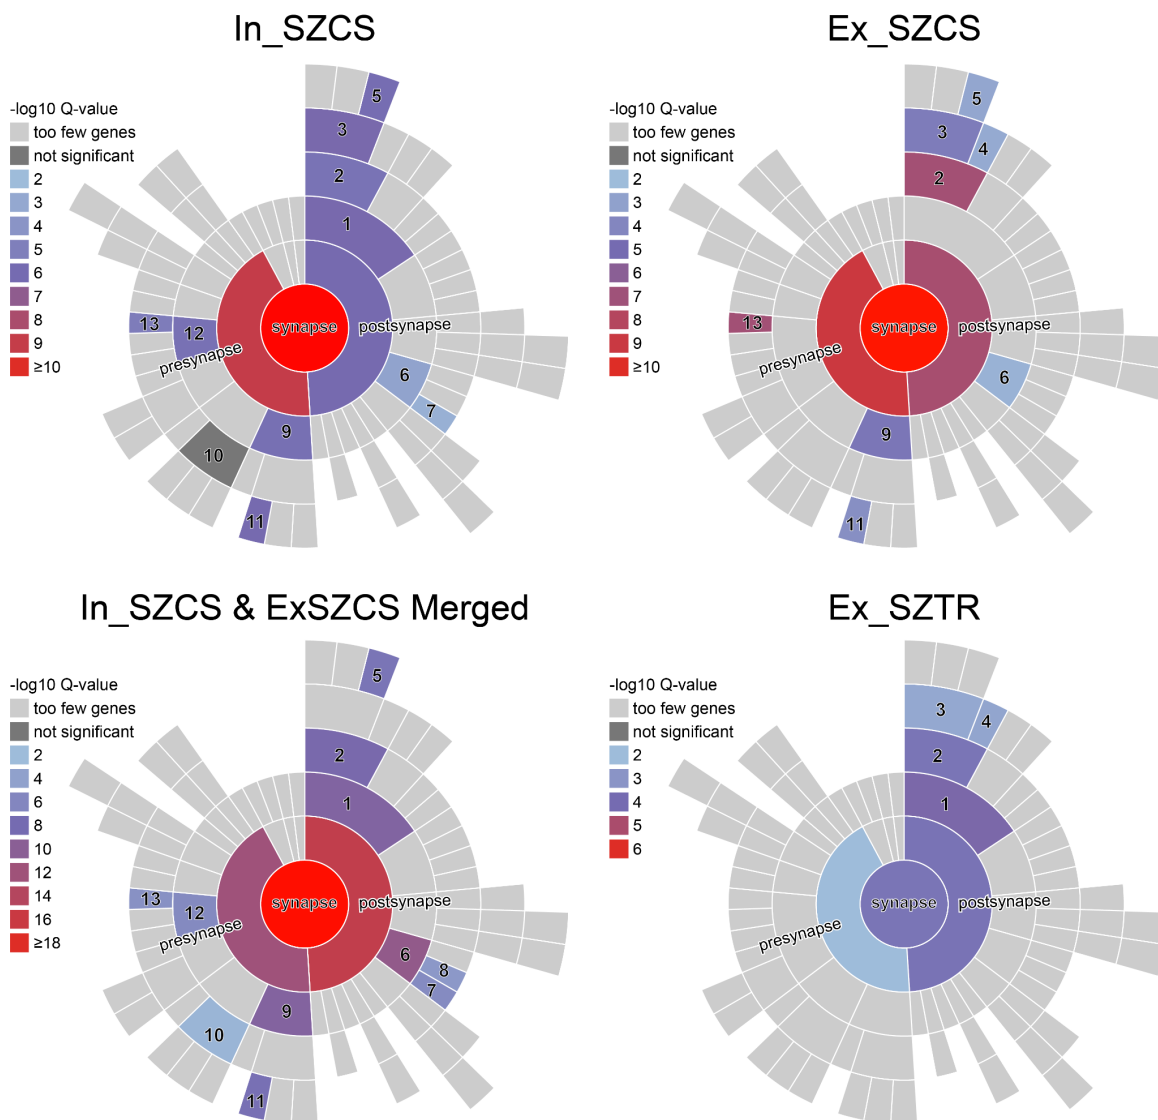 In_SZCS
-log10 Q-value
too few genes
not significant
2
3
4
5
6
7
8
9
≥10
5
3
2
1
synapse
postsynapse
presynapse
13
12
6
7
9
10
11
Ex_SZCS
-log10 Q-value
too few genes
not significant
2
3
4
5
6
7
8
9
≥10
5
3
4
2
synapse
postsynapse
presynapse
13
6
9
11
In_SZCS & ExSZCS Merged
-log10 Q-value
too few genes
not significant
2
4
6
8
10
12
14
16
≥18
5
2
1
synapse
postsynapse
presynapse
13
12
6
8
7
9
10
11
Ex_SZTR
-log10 Q-value
too few genes
not significant
2
3
4
5
6
3
4
2
1
synapse
postsynapse
presynapse